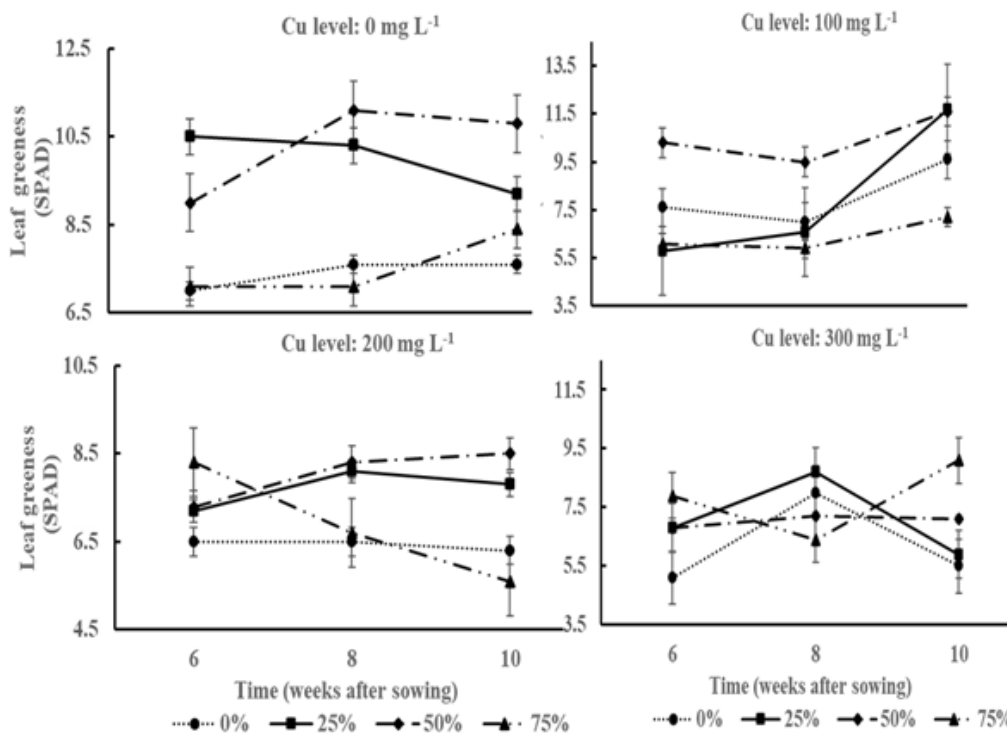 Cu level: 0 mg L⁻¹
12.5
10.5
8.5
6.5
Leaf greeness
(SPAD)
Cu level: 100 mg L⁻¹
13.5
11.5
9.5
7.5
5.5
3.5
Cu level: 200 mg L⁻¹
10.5
8.5
6.5
4.5
Leaf greeness
(SPAD)
6 8 10
Time (weeks after sowing)
0% 25% 50% 75%
Cu level: 300 mg L⁻¹
11.5
9.5
7.5
5.5
3.5
6 8 10
Time (weeks after sowing)
0% 25% 50% 75%